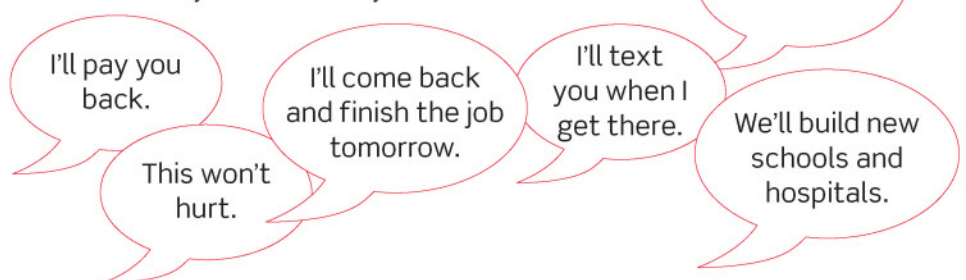 I'll pay you
back.
This won't
hurt.
I'll come back
and finish the job
tomorrow.
I'll text
you when I
get there.
We'll build new
schools and
hospitals.